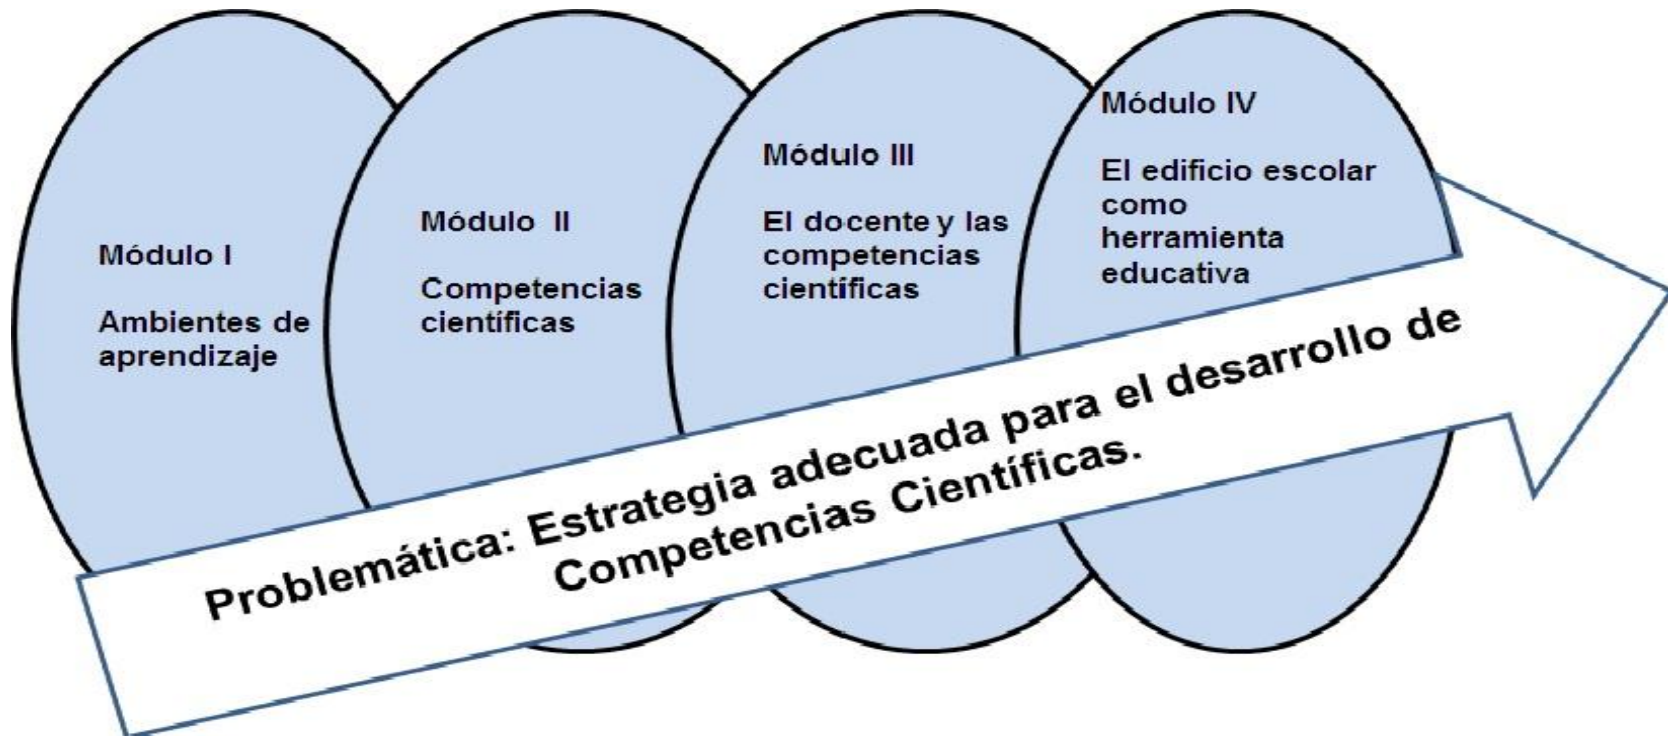 Módulo I
Ambientes de
aprendizaje
Módulo II
Competencias
científicas
Módulo III
El docente y las
competencias
científicas
Módulo IV
El edificio escolar
como
herramienta
educativa
Problemática: Estrategia adecuada para el desarrollo de
Competencias Científicas.